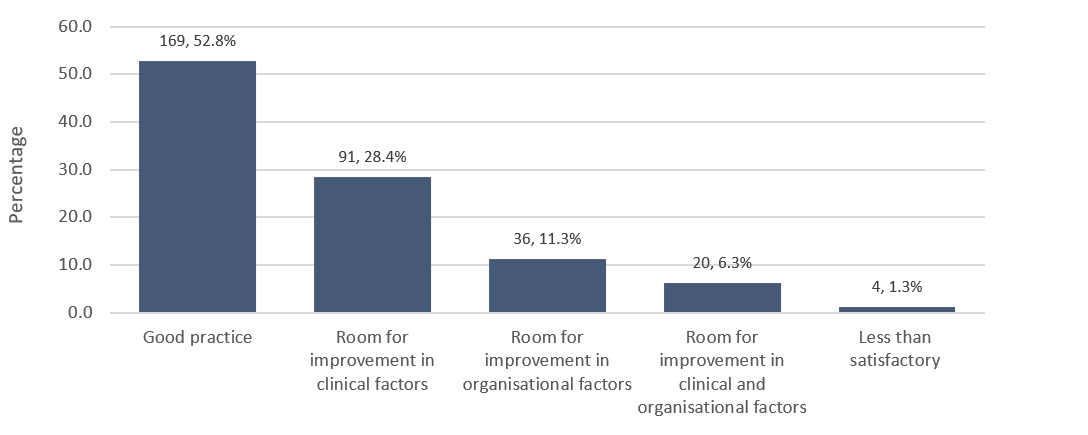 Percentage
60.0
50.0
40.0
30.0
20.0
10.0
0.0
169, 52.8%
91, 28.4%
36, 11.3%
20, 6.3%
4, 1.3%
Good practice
Room for
improvement in
clinical factors
Room for
improvement in
organisational factors
Room for
improvement in
clinical and
organisational factors
Less than
satisfactory